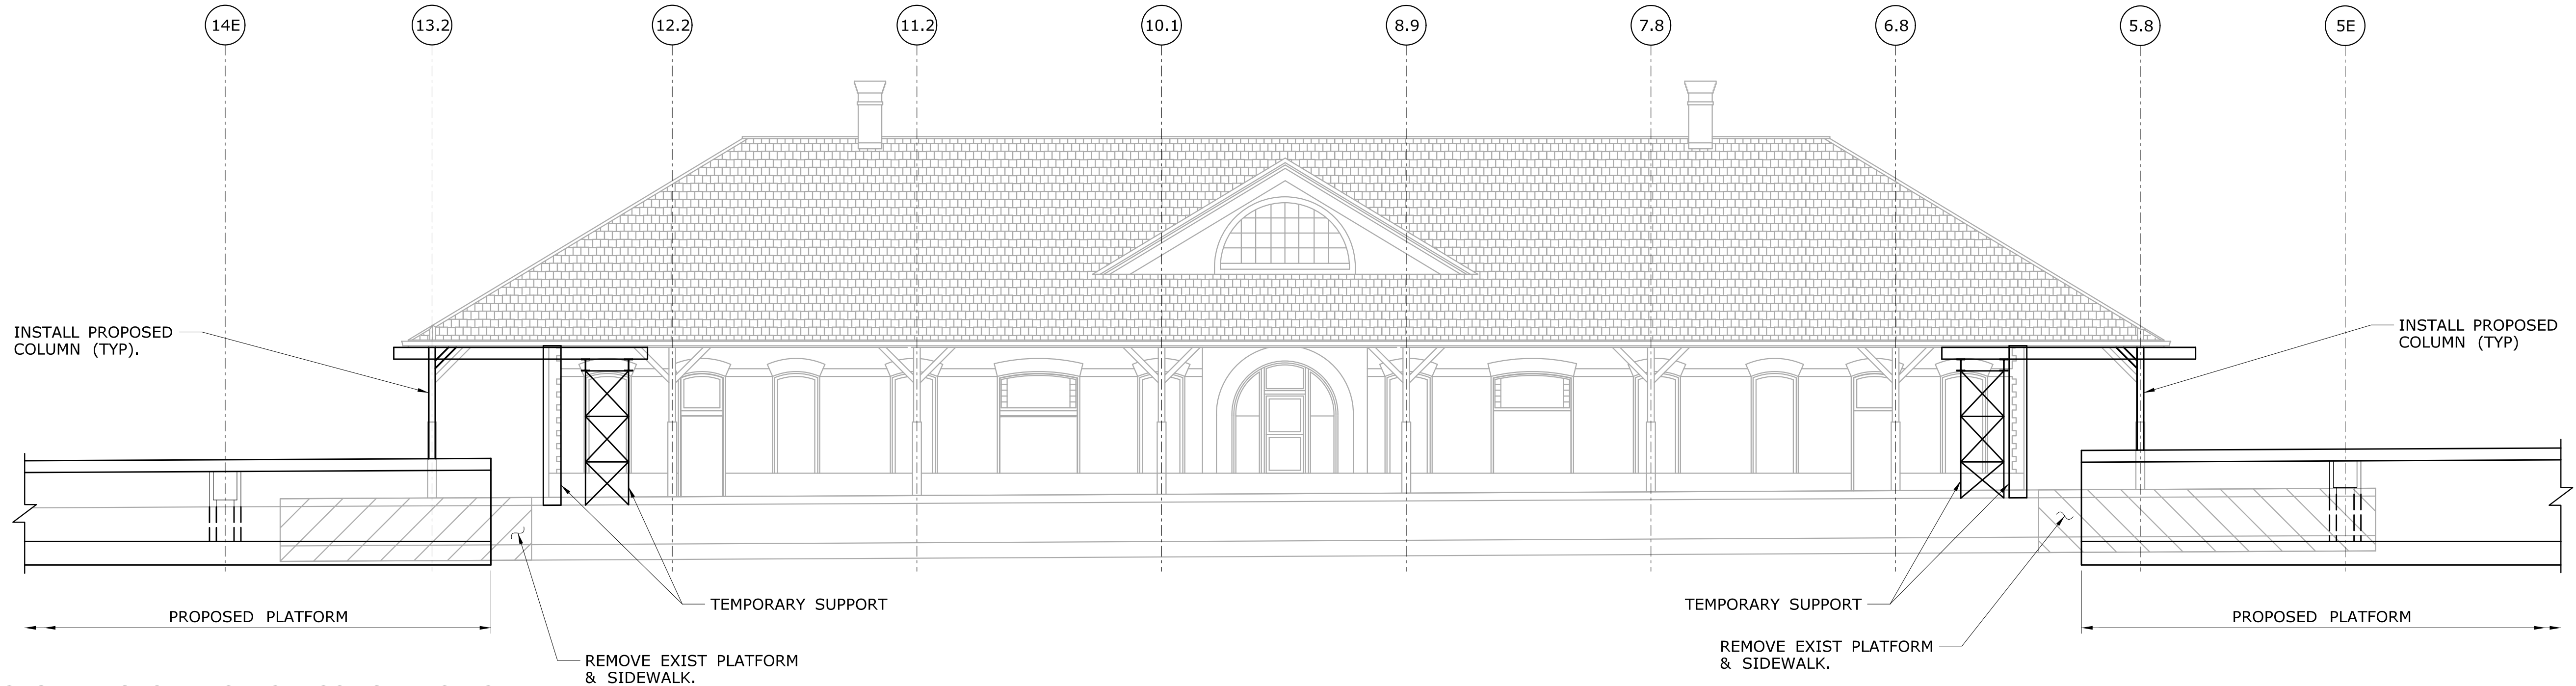 14E
13.2
12.2
11.2
10.1
8.9
7.8
6.8
5.8
5E
INSTALL PROPOSED
COLUMN (TYP).
INSTALL PROPOSED
COLUMN (TYP)
TEMPORARY SUPPORT
TEMPORARY SUPPORT
PROPOSED PLATFORM
PROPOSED PLATFORM
REMOVE EXIST PLATFORM
& SIDEWALK.
REMOVE EXIST PLATFORM
& SIDEWALK.